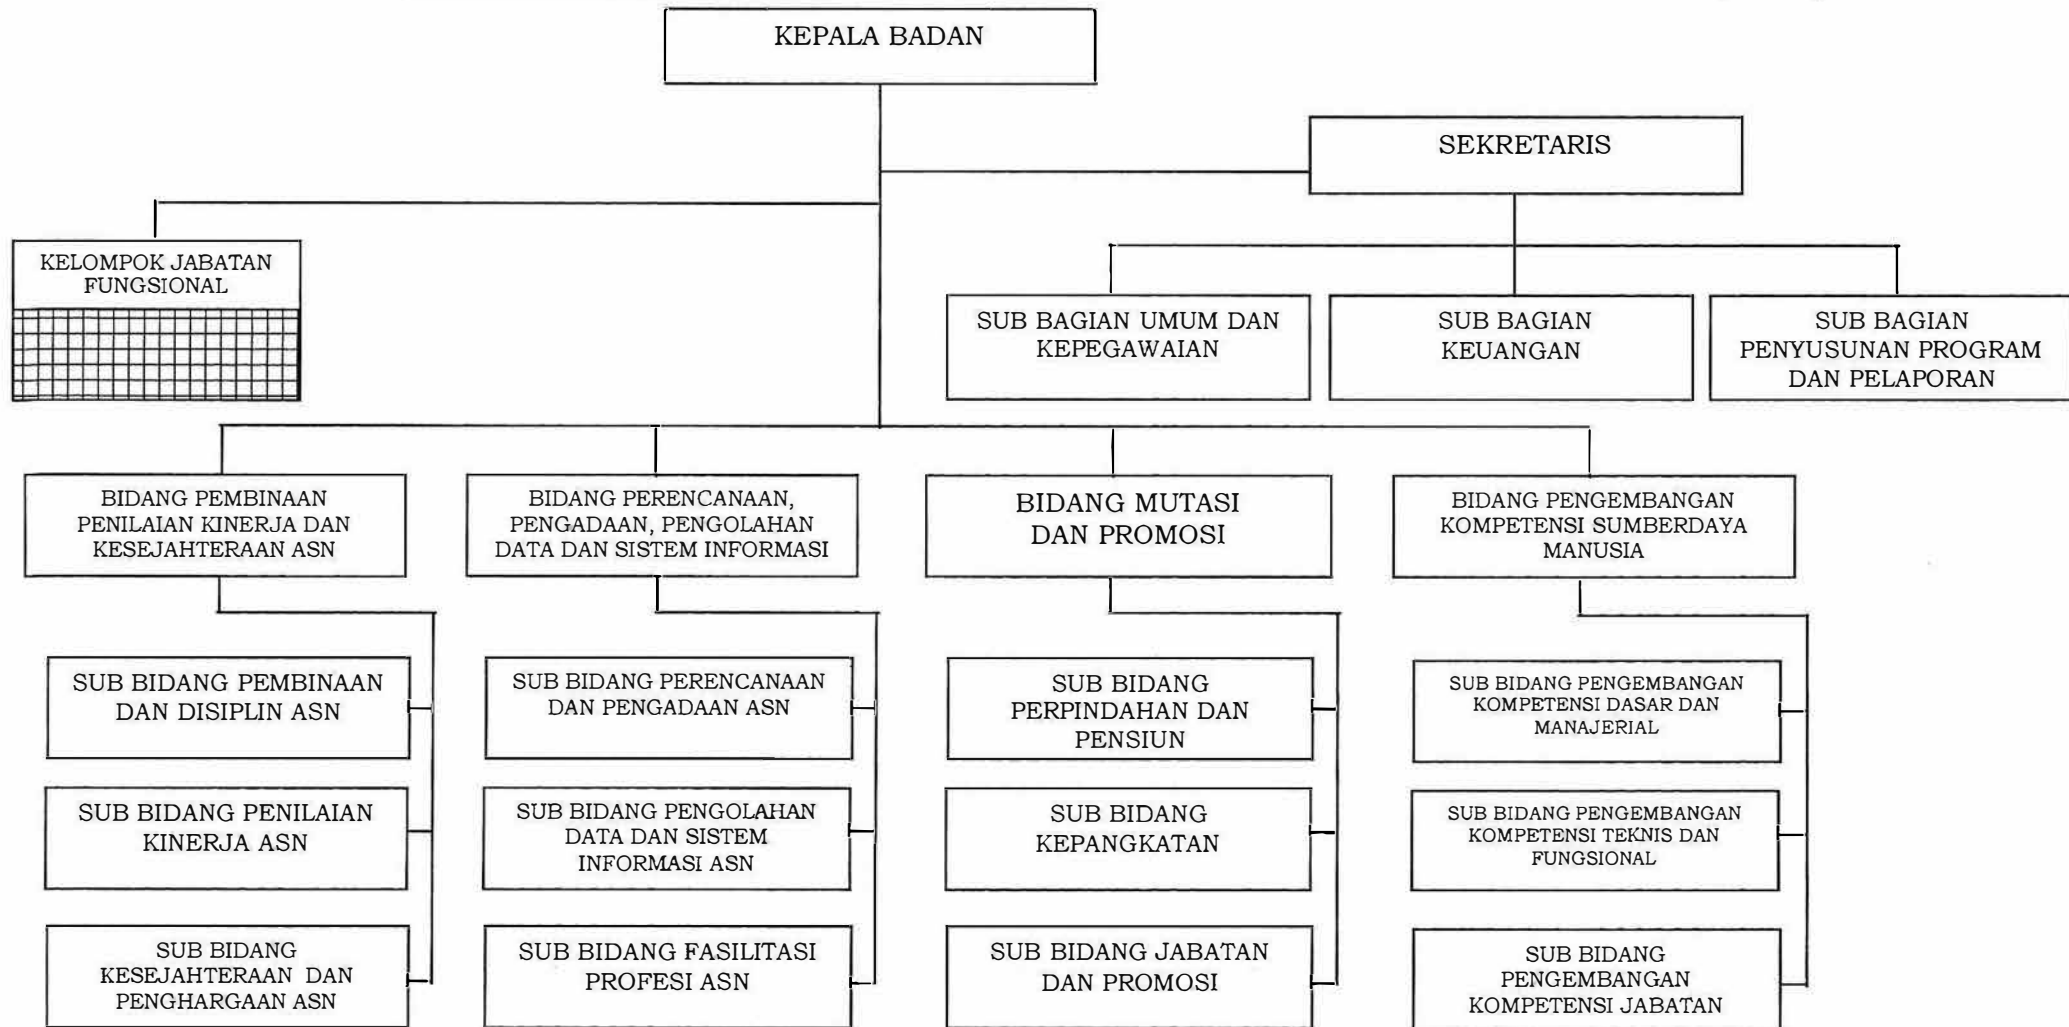 KEPALA BADAN
SEKRETARIS
KELOMPOK JABATAN
FUNGSIONAL
SUB BAGIAN UMUM DAN
KEPEGAWAIAN
SUB BAGIAN
KEUANGAN
SUB BAGIAN
PENYUSUNAN PROGRAM
DAN PELAPORAN
BIDANG PEMBINAAN
PENILAIAN KINERJA DAN
KESEJAHTERAAN ASN
BIDANG PERENCANAAN,
PENGADAAN, PENGOLAHAN
DATA DAN SISTEM INFORMASI
BIDANG MUTASI
DAN PROMOSI
BIDANG PENGEMBANGAN
KOMPETENSI SUMBERDAYA
MANUSIA
SUB BIDANG PEMBINAAN
DAN DISIPLIN ASN
SUB BIDANG PERENCANAAN
DAN PENGADAAN ASN
SUB BIDANG
PERPINDAHAN DAN
PENSIUN
SUB BIDANG PENGEMBANGAN
KOMPETENSI DASAR DAN
MANAJERIAL
SUB BIDANG PENILAIAN
KINERJA ASN
SUB BIDANG PENGOLAHAN
DATA DAN SISTEM
INFORMASI ASN
SUB BIDANG
KEPANGKATAN
SUB BIDANG PENGEMBANGAN
KOMPETENSI TEKNIS DAN
FUNGSIONAL
SUB BIDANG
KESEJAHTERAAN DAN
PENGHARGAAN ASN
SUB BIDANG FASILITASI
PROFESI ASN
SUB BIDANG JABATAN
DAN PROMOSI
SUB BIDANG
PENGEMBANGAN
KOMPETENSI JABATAN